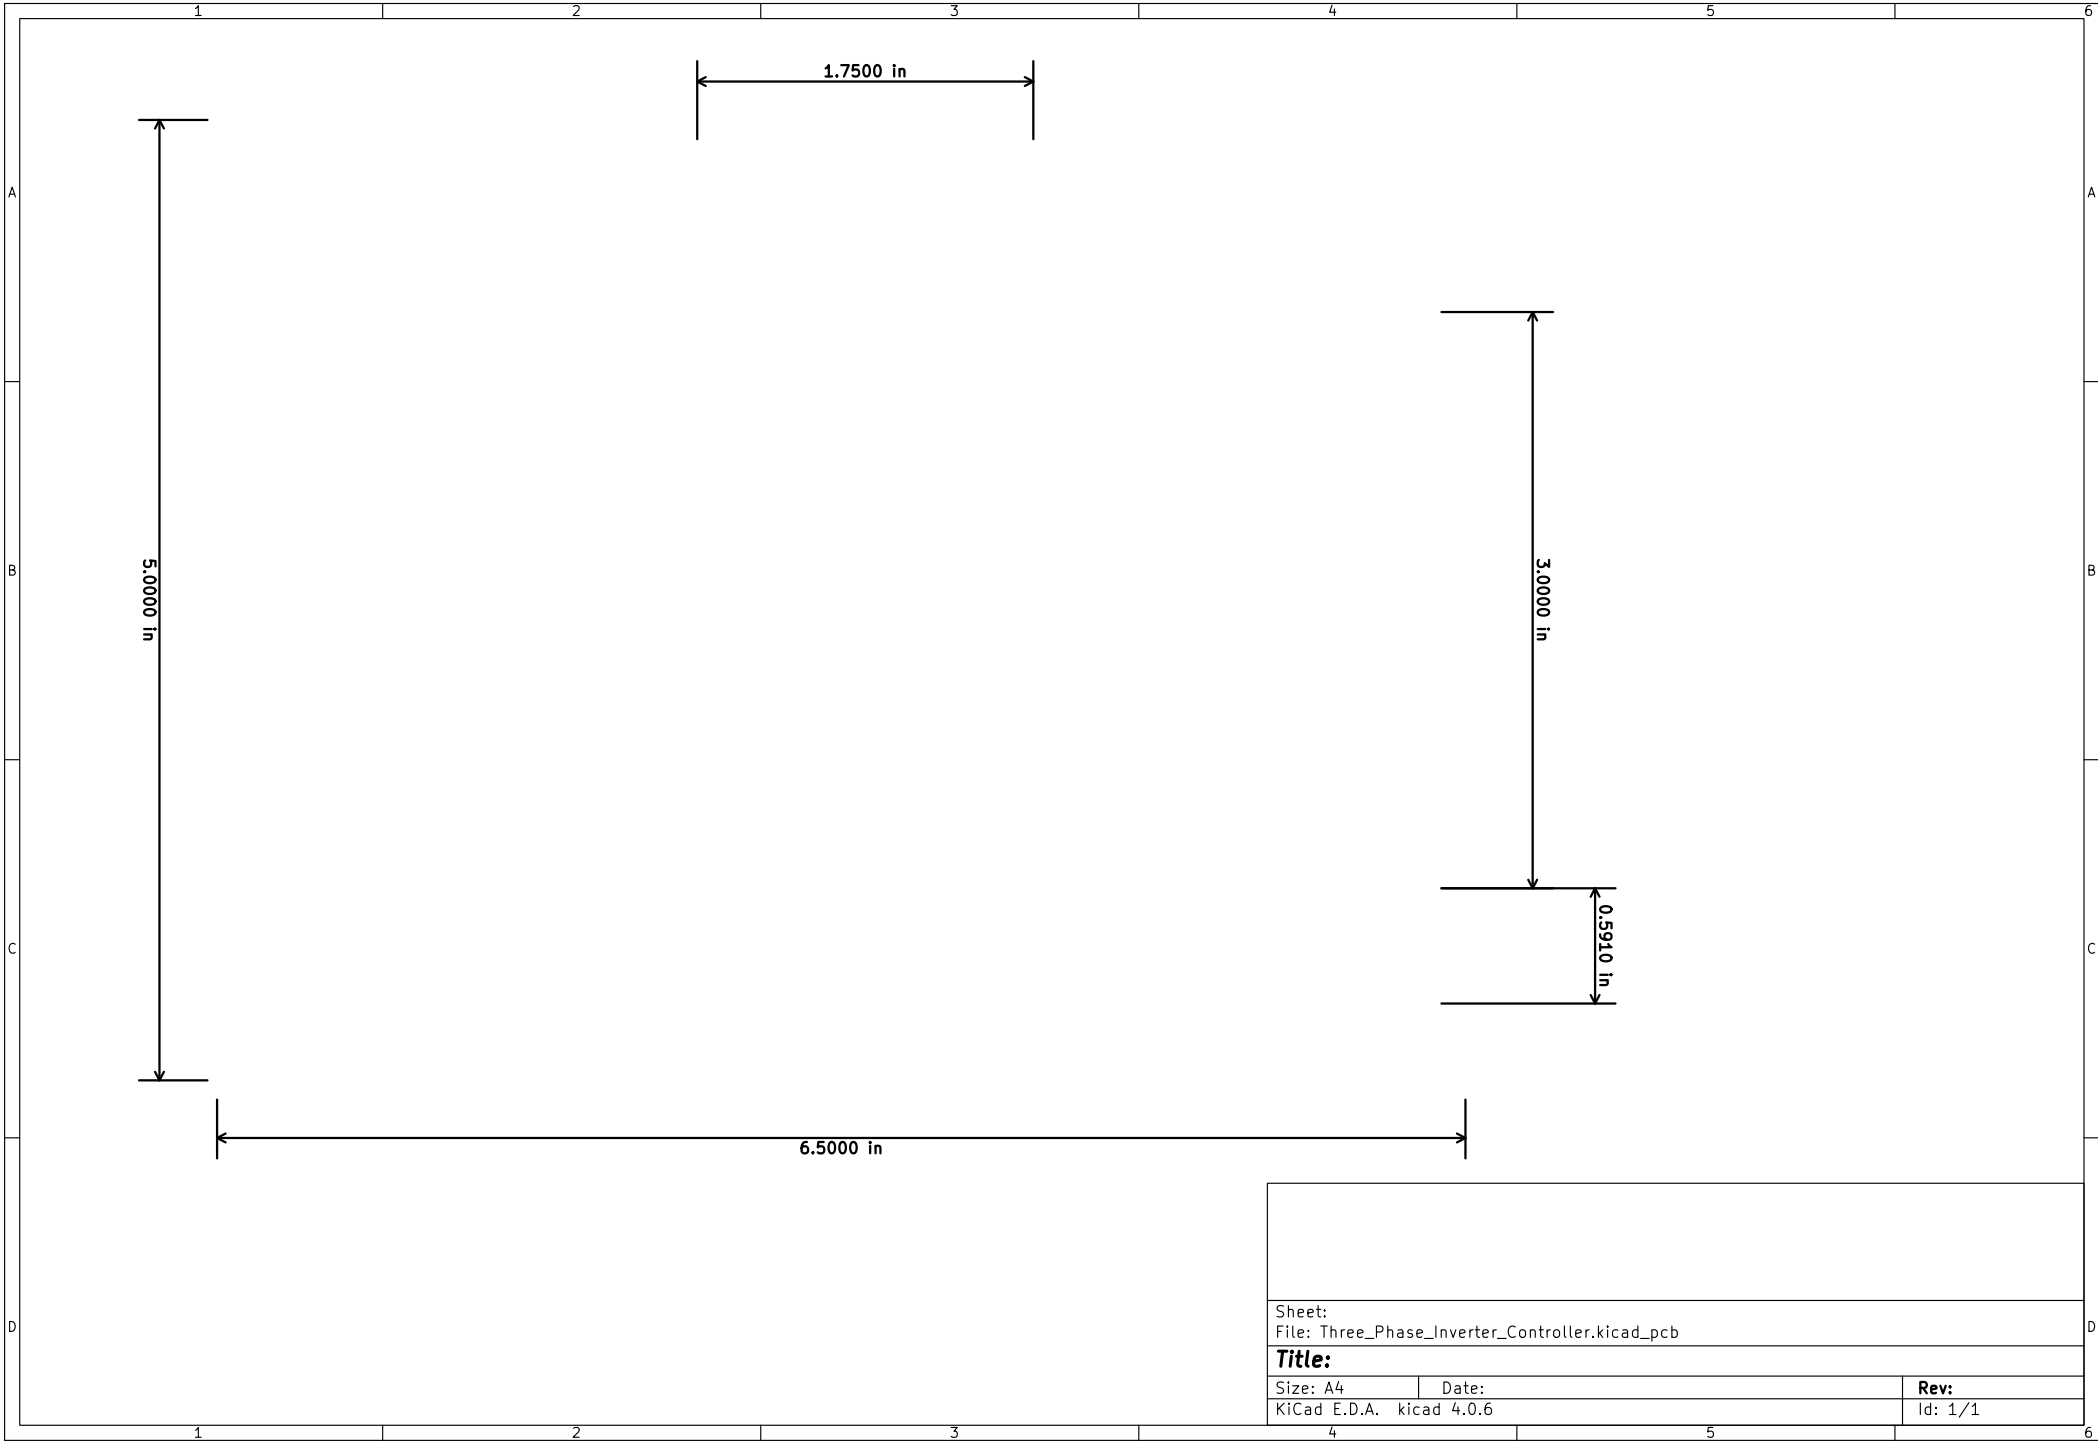 1 2 3 4 5 6
1.7500 in
A A
5.0000 in
B B
3.0000 in
C C
0.5910 in
6.5000 in
Sheet:
File: Three_Phase_Inverter_Controller.kicad_pcb
D D
Title:
Size: A4 Date: Rev:
KiCad E.D.A. kicad 4.0.6 Id: 1/1
1 2 3 4 5 6